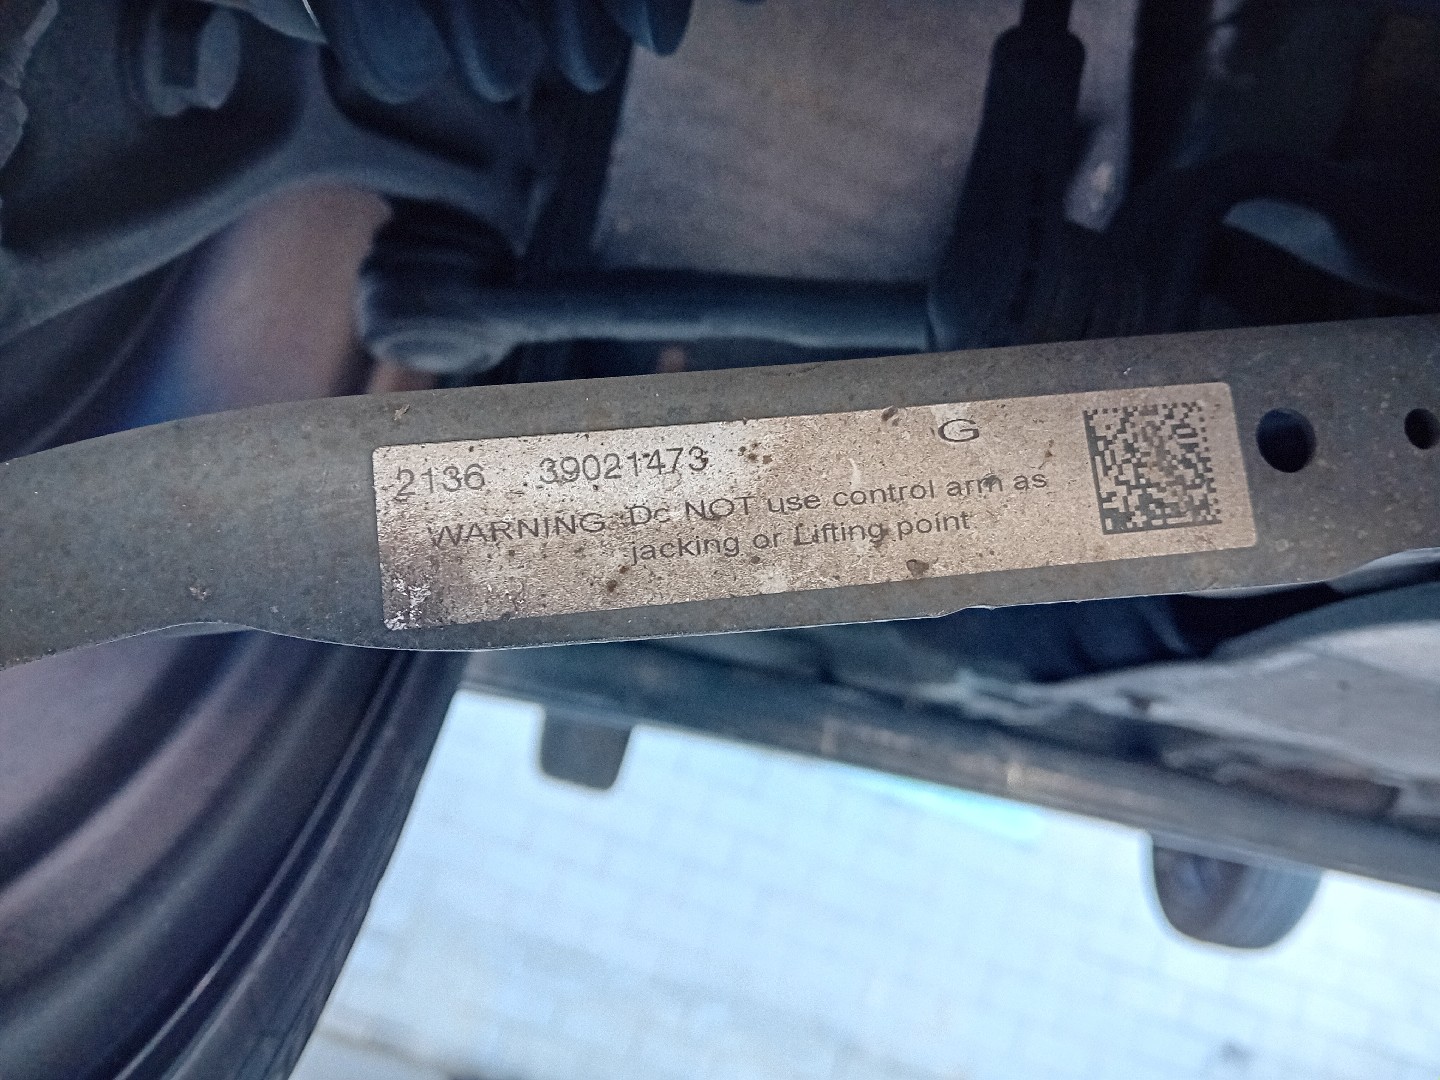 2136 39021473 G
WARNING: Do NOT use control arm as
jacking or Lifting point